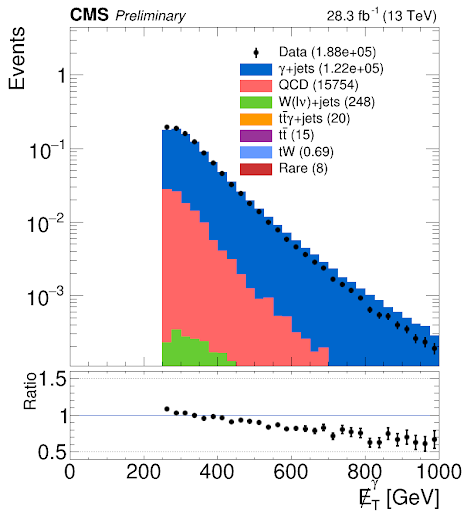 CMS Preliminary 28.3 fb⁻¹ (13 TeV)
Events
Data (1.88e+05)
γ+jets (1.22e+05)
QCD (15754)
W(lν)+jets (248)
tt̄γ+jets (20)
tt̄ (15)
tW (0.69)
Rare (8)
1
10⁻¹
10⁻²
10⁻³
Ratio
1.5
1
0.5
0 200 400 600 800 1000
E̸ᵧT [GeV]